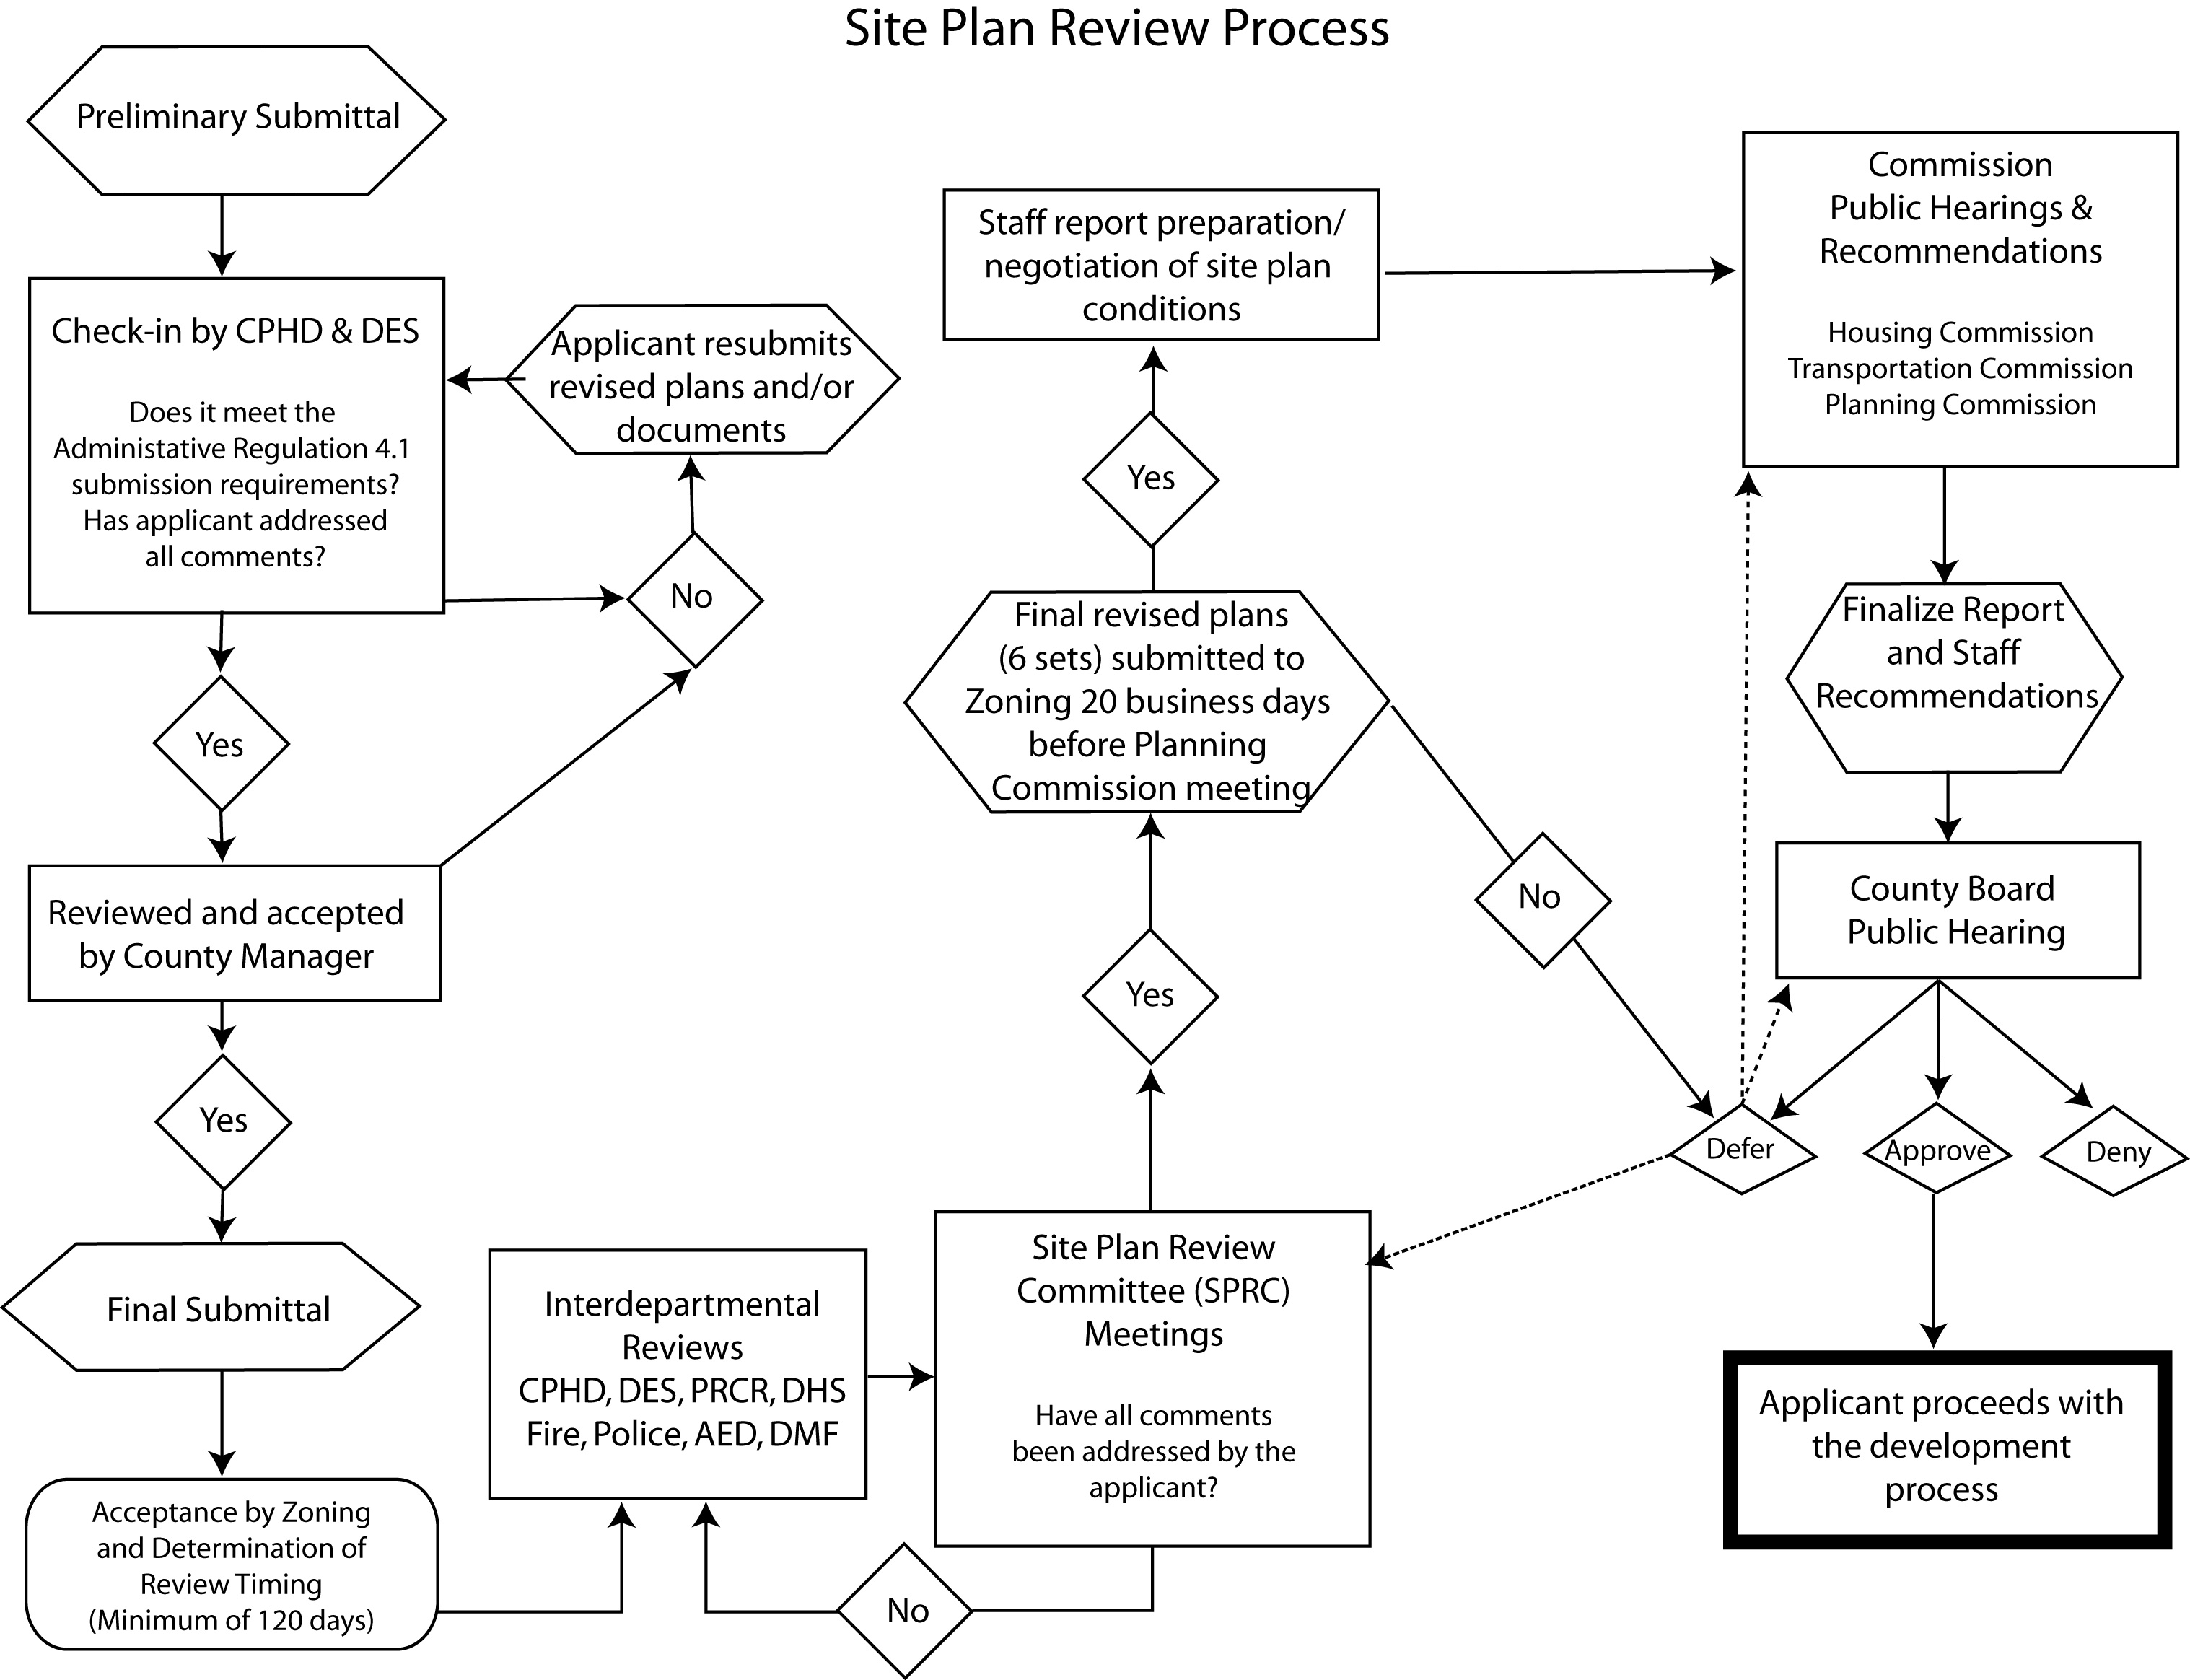 Site Plan Review Process
Preliminary Submittal
Check-in by CPHD & DES
Does it meet the
Administative Regulation 4.1
submission requirements?
Has applicant addressed
all comments?
Applicant resubmits
revised plans and/or
documents
No
Yes
Reviewed and accepted
by County Manager
Yes
Final Submittal
Acceptance by Zoning
and Determination of
Review Timing
(Minimum of 120 days)
Interdepartmental
Reviews
CPHD, DES, PRCR, DHS
Fire, Police, AED, DMF
Site Plan Review
Committee (SPRC)
Meetings
Have all comments
been addressed by the
applicant?
No
Yes
Final revised plans
(6 sets) submitted to
Zoning 20 business days
before Planning
Commission meeting
Yes
No
Staff report preparation/
negotiation of site plan
conditions
Commission
Public Hearings &
Recommendations
Housing Commission
Transportation Commission
Planning Commission
Finalize Report
and Staff
Recommendations
County Board
Public Hearing
Defer
Approve
Deny
Applicant proceeds with
the development
process